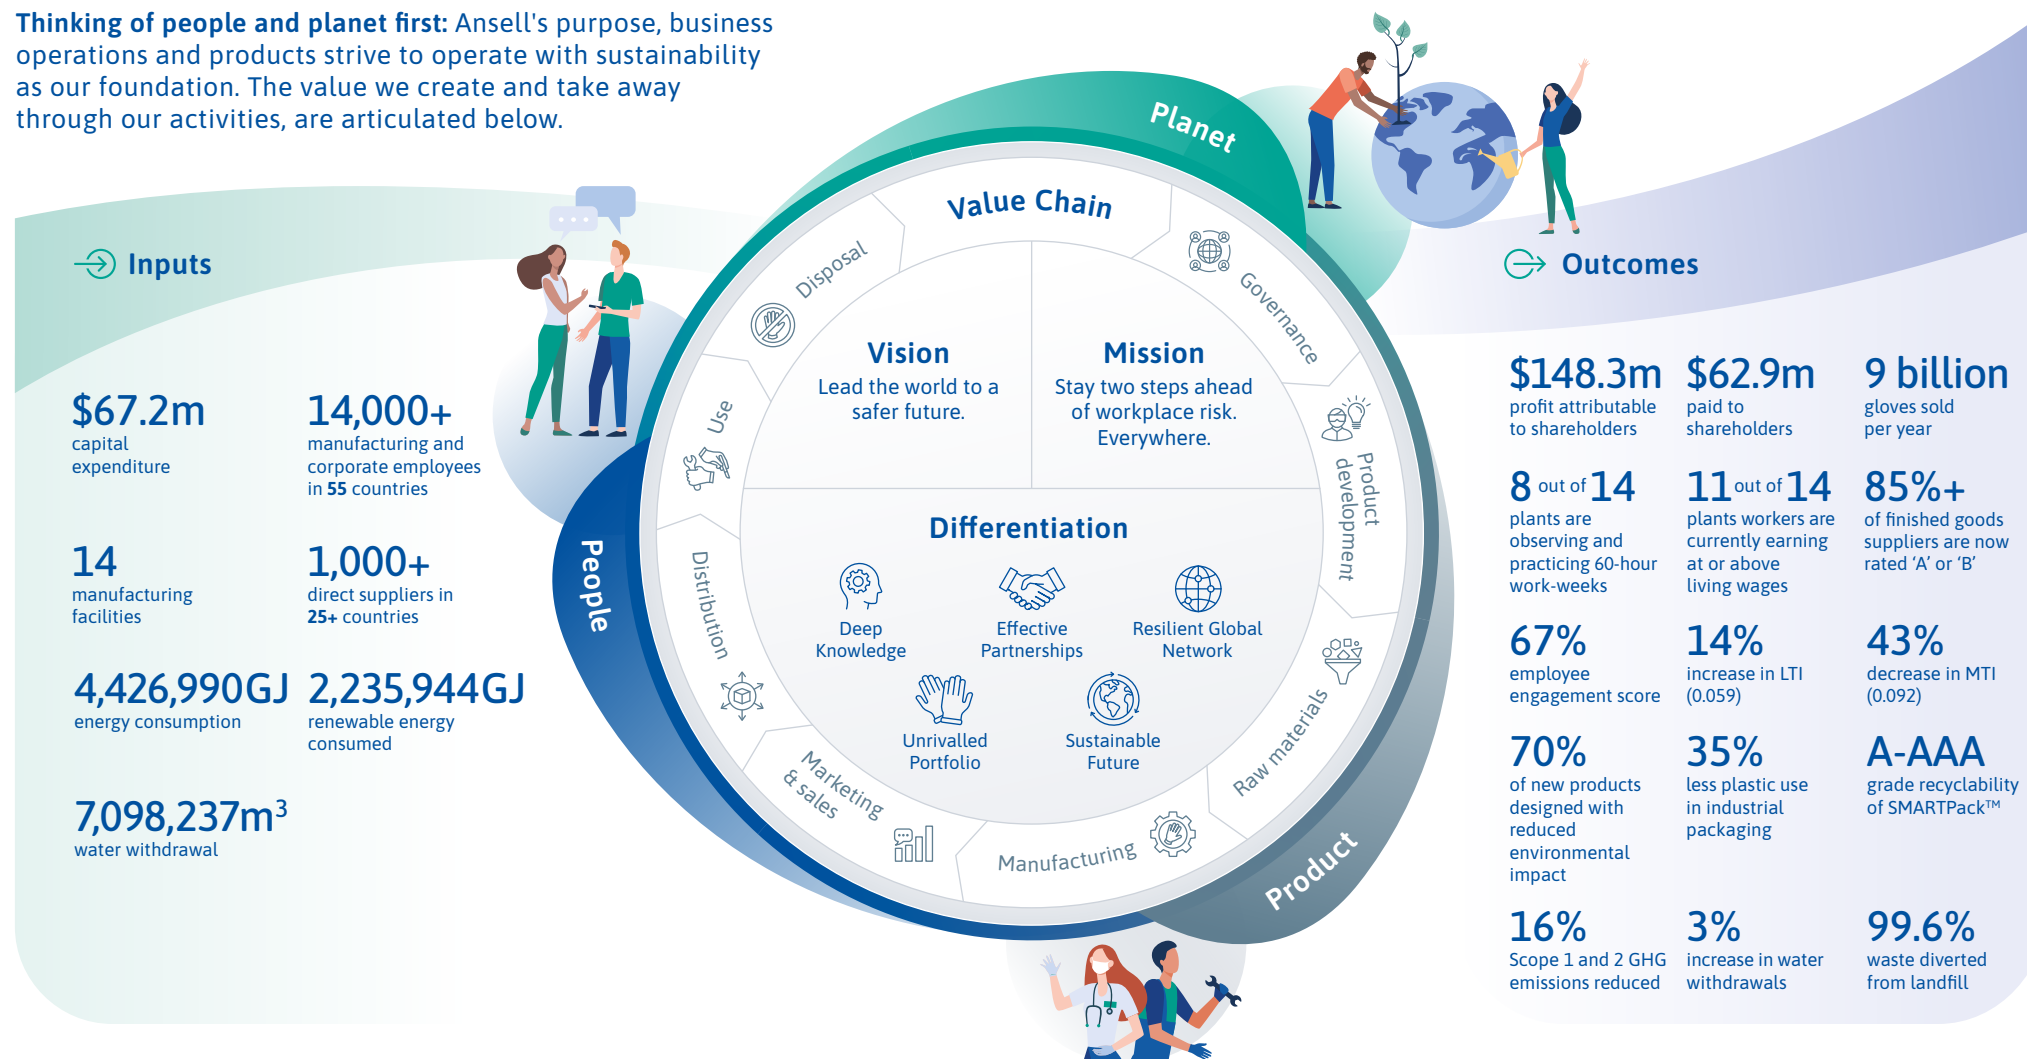 Thinking of people and planet first: Ansell's purpose, business
operations and products strive to operate with sustainability
as our foundation. The value we create and take away
through our activities, are articulated below.
Inputs
$67.2m
capital
expenditure
14,000+
manufacturing and
corporate employees
in 55 countries
14
manufacturing
facilities
1,000+
direct suppliers in
25+ countries
4,426,990GJ
energy consumption
2,235,944GJ
renewable energy
consumed
7,098,237m³
water withdrawal
People
Planet
Product
Value Chain
Governance
Product
development
Raw materials
Manufacturing
Marketing
& sales
Distribution
Use
Disposal
Vision
Lead the world to a
safer future.
Mission
Stay two steps ahead
of workplace risk.
Everywhere.
Differentiation
Deep
Knowledge
Effective
Partnerships
Resilient Global
Network
Unrivalled
Portfolio
Sustainable
Future
Outcomes
$148.3m
profit attributable
to shareholders
$62.9m
paid to
shareholders
9 billion
gloves sold
per year
8 out of 14
plants are
observing and
practicing 60-hour
work-weeks
11 out of 14
plants workers are
currently earning
at or above
living wages
85%+
of finished goods
suppliers are now
rated ‘A’ or ‘B’
67%
employee
engagement score
14%
increase in LTI
(0.059)
43%
decrease in MTI
(0.092)
70%
of new products
designed with
reduced
environmental
impact
35%
less plastic use
in industrial
packaging
A-AAA
grade recyclability
of SMARTPack™
16%
Scope 1 and 2 GHG
emissions reduced
3%
increase in water
withdrawals
99.6%
waste diverted
from landfill